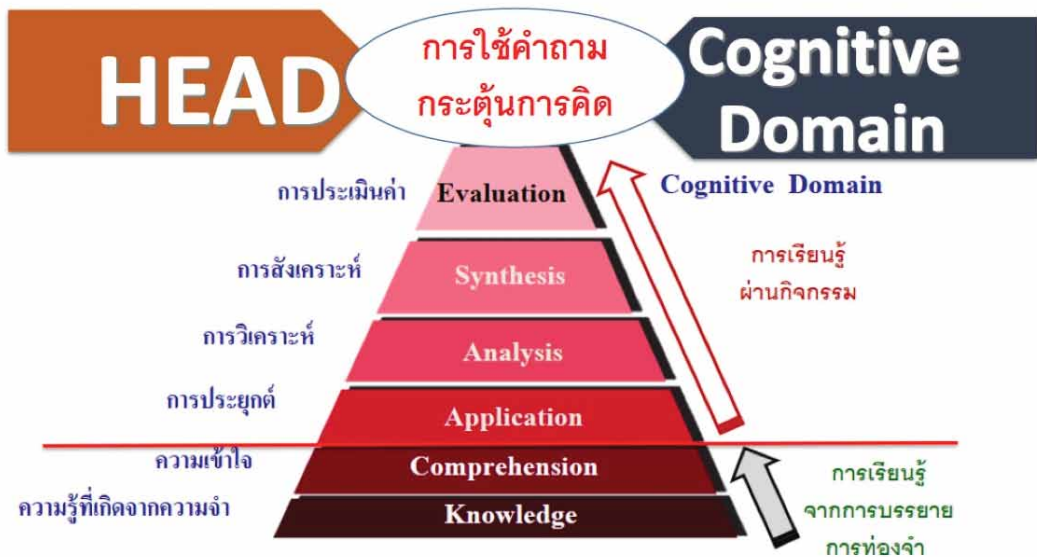 HEAD
การใช้คำถาม
กระตุ้นการคิด
Cognitive
Domain
Cognitive Domain
การประเมินค่า
Evaluation
การสังเคราะห์
Synthesis
การเรียนรู้
ผ่านกิจกรรม
การวิเคราะห์
Analysis
การประยุกต์
Application
ความเข้าใจ
Comprehension
ความรู้ที่เกิดจากความจำ
Knowledge
การเรียนรู้
จากการบรรยาย
การท่องจำ